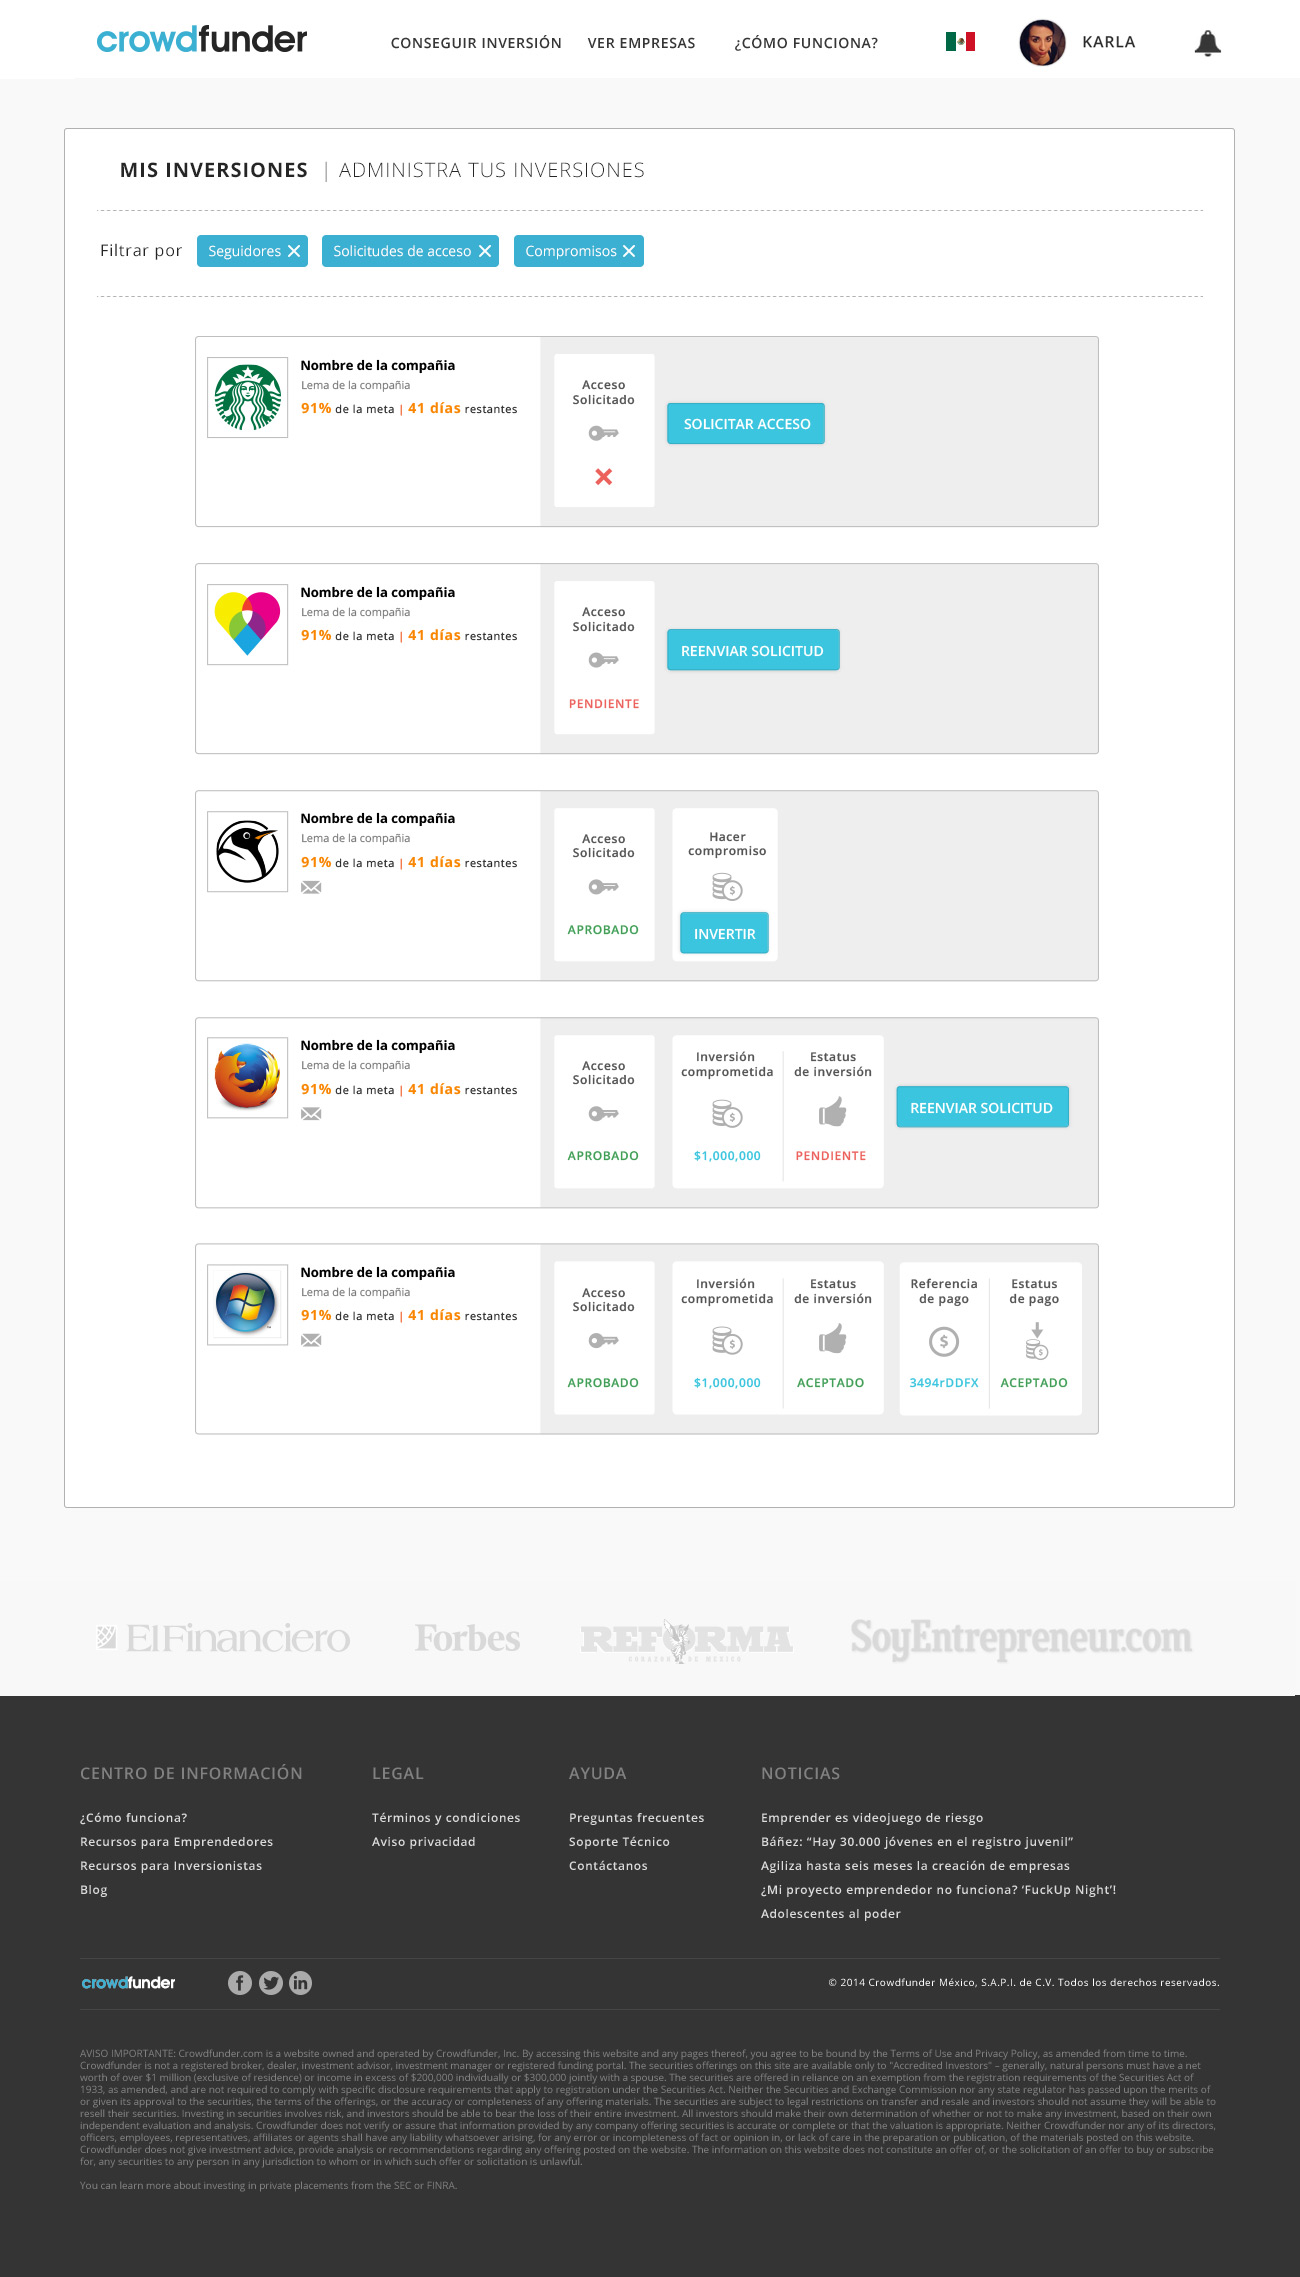 crowdfunder
CONSEGUIR INVERSIÓN VER EMPRESAS ¿CÓMO FUNCIONA?
KARLA
MIS INVERSIONES | ADMINISTRA TUS INVERSIONES
Filtrar por Seguidores Solicitudes de acceso Compromisos
Nombre de la compañia
Lema de la compañia
91% de la meta | 41 días restantes
Acceso
Solicitado
SOLICITAR ACCESO
Nombre de la compañia
Lema de la compañia
91% de la meta | 41 días restantes
Acceso
Solicitado
PENDIENTE
REENVIAR SOLICITUD
Nombre de la compañia
Lema de la compañia
91% de la meta | 41 días restantes
Acceso
Solicitado
APROBADO
Hacer
compromiso
$
INVERTIR
Nombre de la compañia
Lema de la compañia
91% de la meta | 41 días restantes
Acceso
Solicitado
APROBADO
Inversión
comprometida
$
$1,000,000
Estatus
de inversión
PENDIENTE
REENVIAR SOLICITUD
Nombre de la compañia
Lema de la compañia
91% de la meta | 41 días restantes
Acceso
Solicitado
APROBADO
Inversión
comprometida
$
$1,000,000
Estatus
de inversión
ACEPTADO
Referencia
de pago
$
3494rDDFX
Estatus
de pago
$
ACEPTADO
El Financiero
Forbes
REFORMA
CORAZON DE MEXICO
SoyEntrepreneur.com
CENTRO DE INFORMACIÓN
¿Cómo funciona?
Recursos para Emprendedores
Recursos para Inversionistas
Blog
LEGAL
Términos y condiciones
Aviso privacidad
AYUDA
Preguntas frecuentes
Soporte Técnico
Contáctanos
NOTICIAS
Emprender es videojuego de riesgo
Báñez: “Hay 30.000 jóvenes en el registro juvenil”
Agiliza hasta seis meses la creación de empresas
¿Mi proyecto emprendedor no funciona? ‘FuckUp Night’!
Adolescentes al poder
crowdfunder
f in
© 2014 Crowdfunder México, S.A.P.I. de C.V. Todos los derechos reservados.
AVISO IMPORTANTE: Crowdfunder.com is a website owned and operated by Crowdfunder, Inc. By accessing this website and any pages thereof, you agree to be bound by the Terms of Use and Privacy Policy, as amended from time to time.
Crowdfunder is not a registered broker, dealer, investment advisor, investment manager or registered funding portal. The securities offerings on this site are available only to "Accredited Investors" – generally, natural persons must have a net
worth of over $1 million (exclusive of residence) or income in excess of $200,000 individually or $300,000 jointly with a spouse. The securities are offered in reliance on an exemption from the registration requirements of the Securities Act of
1933, as amended, and are not required to comply with specific disclosure requirements that apply to registration under the Securities Act. Neither the Securities and Exchange Commission nor any state regulator has passed upon the merits of
or given its approval to the securities, the terms of the offerings, or the accuracy or completeness of any offering materials. The securities are subject to legal restrictions on transfer and resale and investors should not assume they will be able to
resell their securities. Investing in securities involves risk, and investors should be able to bear the loss of their entire investment. All investors should make their own determination of whether or not to make any investment, based on their own
independent evaluation and analysis. Crowdfunder does not verify or assure that information provided by any company offering securities is accurate or complete or that the valuation is appropriate. Neither Crowdfunder nor any of its directors,
officers, employees, representatives, affiliates or agents shall have any liability whatsoever arising, for any error or incompleteness of fact or opinion in, or lack of care in the preparation or publication, of the materials posted on this website.
Crowdfunder does not give investment advice, provide analysis or recommendations regarding any offering posted on the website. The information on this website does not constitute an offer of, or the solicitation of an offer to buy or subscribe
for, any securities to any person in any jurisdiction to whom or in which such offer or solicitation is unlawful.
You can learn more about investing in private placements from the SEC or FINRA.